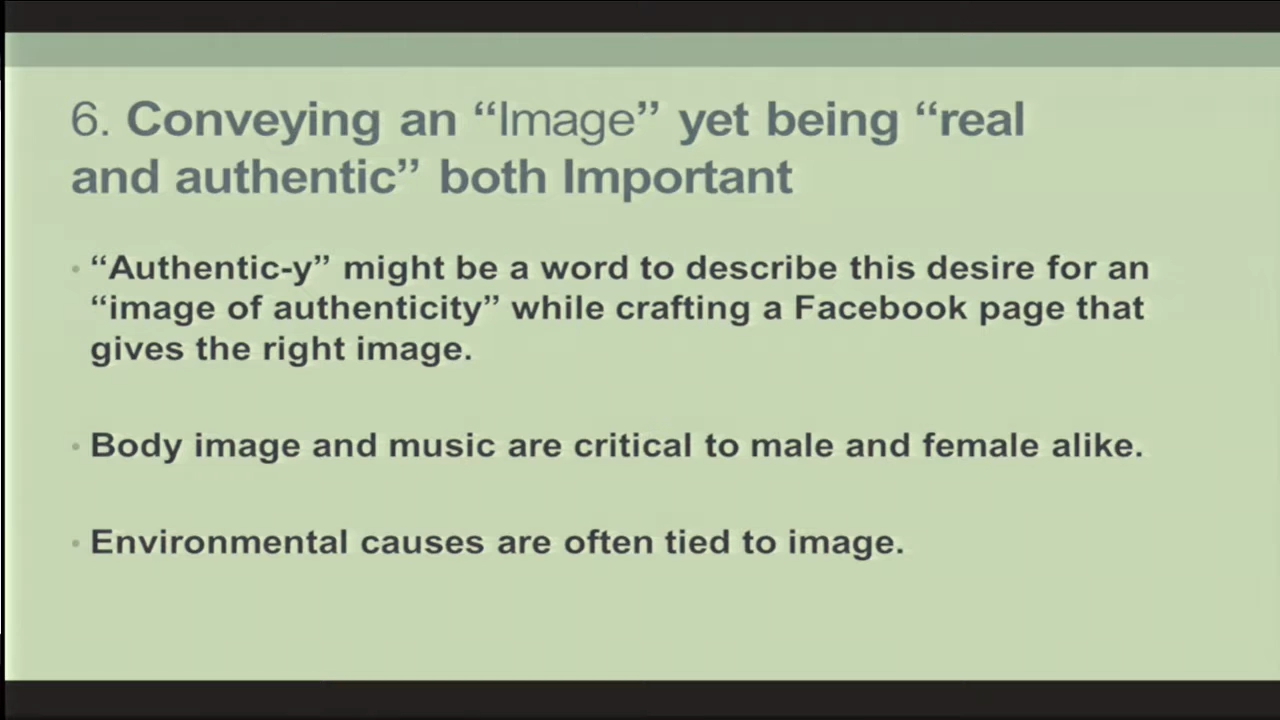 6. Conveying an “Image” yet being “real
and authentic” both Important
• “Authentic-y” might be a word to describe this desire for an
“image of authenticity” while crafting a Facebook page that
gives the right image.
• Body image and music are critical to male and female alike.
• Environmental causes are often tied to image.